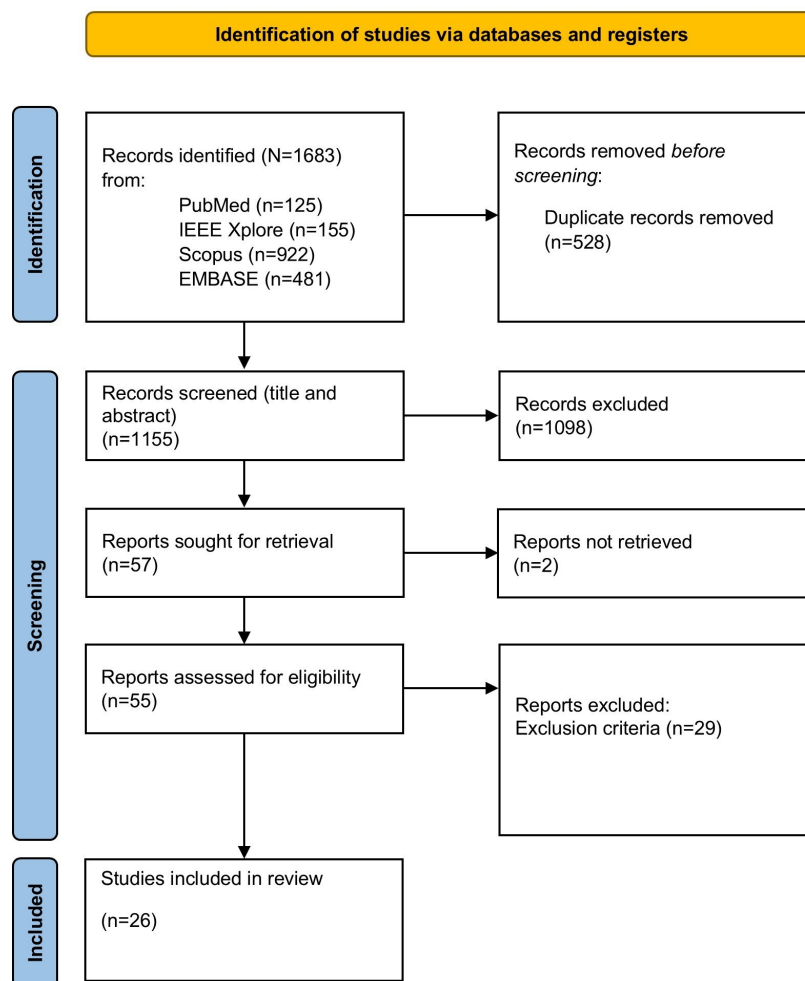 Identification of studies via databases and registers
Identification
Records identified (N=1683)
from:
PubMed (n=125)
IEEE Xplore (n=155)
Scopus (n=922)
EMBASE (n=481)
Records removed before
screening:
Duplicate records removed
(n=528)
Screening
Records screened (title and
abstract)
(n=1155)
Records excluded
(n=1098)
Reports sought for retrieval
(n=57)
Reports not retrieved
(n=2)
Reports assessed for eligibility
(n=55)
Reports excluded:
Exclusion criteria (n=29)
Included
Studies included in review
(n=26)